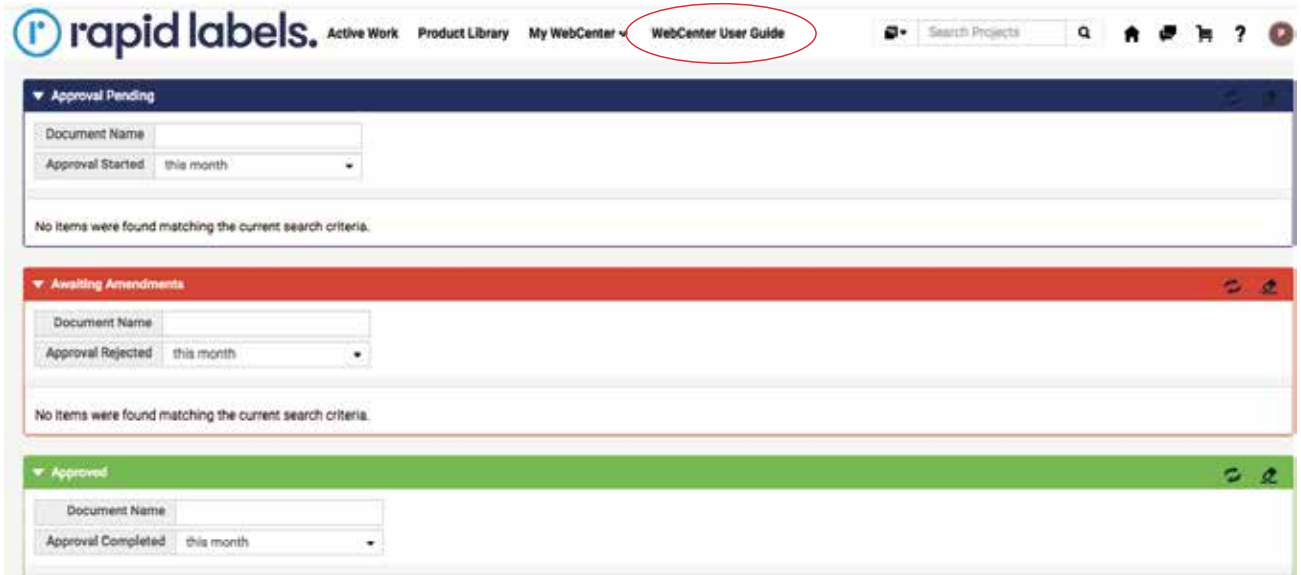 rapid labels. Active Work Product Library My WebCenter WebCenter User Guide Search Projects ?
Approval Pending
Document Name
Approval Started this month
No items were found matching the current search criteria.
Awaiting Amendments
Document Name
Approval Rejected this month
No items were found matching the current search criteria.
Approved
Document Name
Approval Completed this month